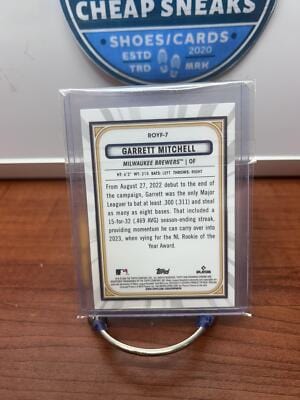 CHEAP SNEAKS
SHOES/CARDS
ESTD 2020
TRD MRK
ROYF-7
GARRETT MITCHELL
MILWAUKEE BREWERS™ | OF
HT: 6'3" WT: 216 BATS: LEFT THROWS: RIGHT
From August 27, 2022 debut to the end of
the campaign, Garrett was the only Major
Leaguer to bat at least .300 (.311) and steal
as many as eight bases. That included a
15-for-32 (.469 AVG) season-ending streak,
providing momentum he can carry over into
2023, when vying for the NL Rookie of the
Year Award.
topps